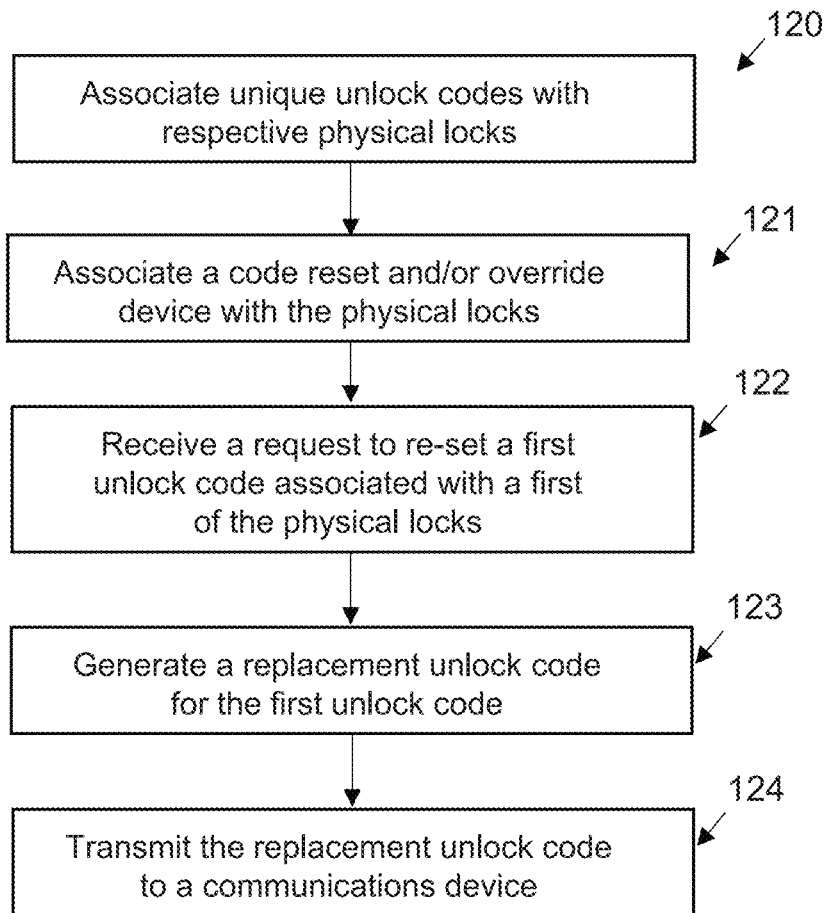 120
Associate unique unlock codes with
respective physical locks
121
Associate a code reset and/or override
device with the physical locks
122
Receive a request to re-set a first
unlock code associated with a first
of the physical locks
123
Generate a replacement unlock code
for the first unlock code
124
Transmit the replacement unlock code
to a communications device